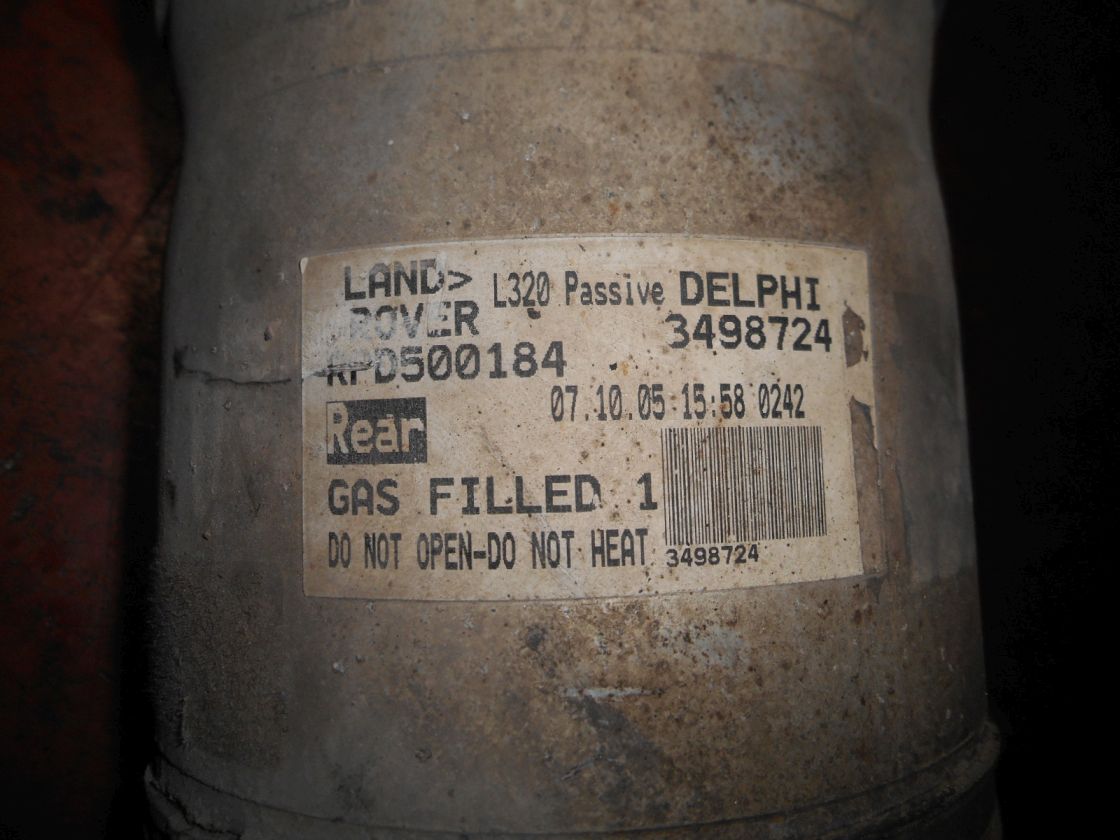 LAND> L320 Passive DELPHI
ROVER 3498724
RPD500184
07.10.05 15:58 0242
Rear
GAS FILLED 1
DO NOT OPEN-DO NOT HEAT 3498724